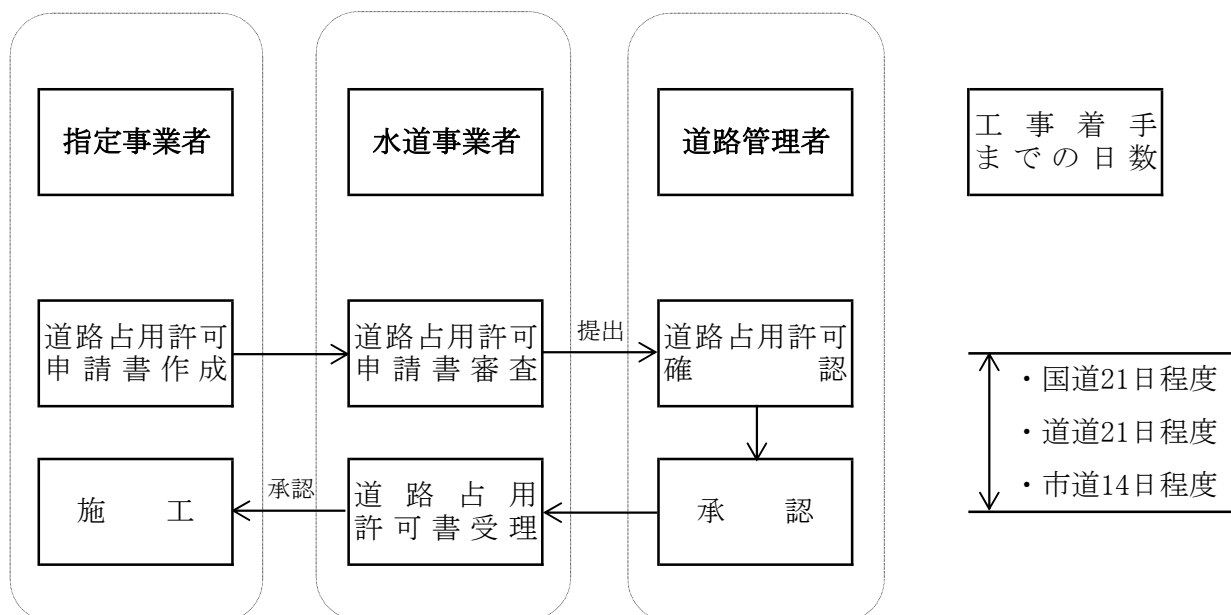 指定事業者
水道事業者
道路管理者
工事着手
までの日数
道路占用許可
申請書作成
道路占用許可
申請書審査
提出
道路占用許可
確認
・国道21日程度
・道道21日程度
・市道14日程度
施工
承認
道路占用
許可書受理
承認